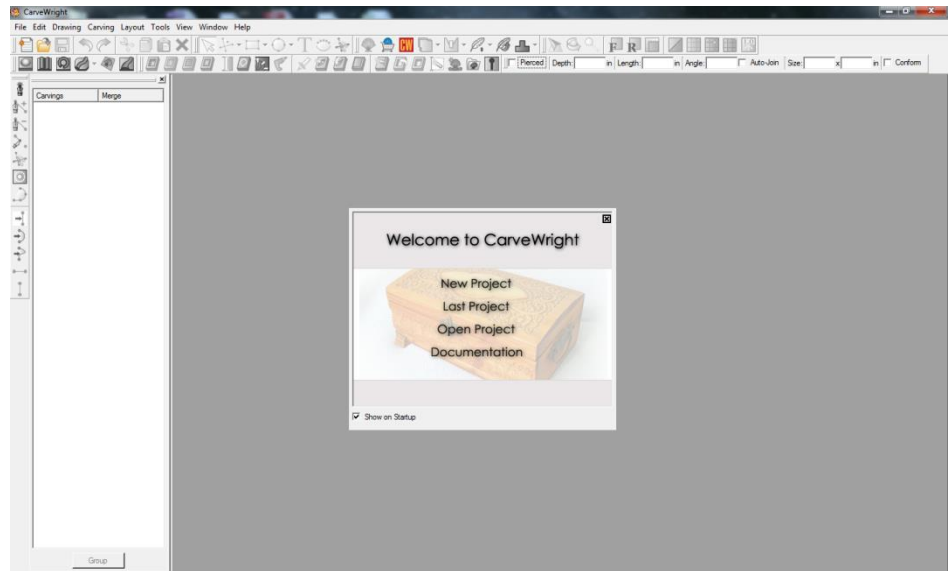 CarveWright
File Edit Drawing Carving Layout Tools View Window Help
T CW F R
Pierced Depth: in Length: in Angle: Auto-Join Size: x in Conform
Carvings Merge
Welcome to CarveWright
New Project
Last Project
Open Project
Documentation
Show on Startup
Group